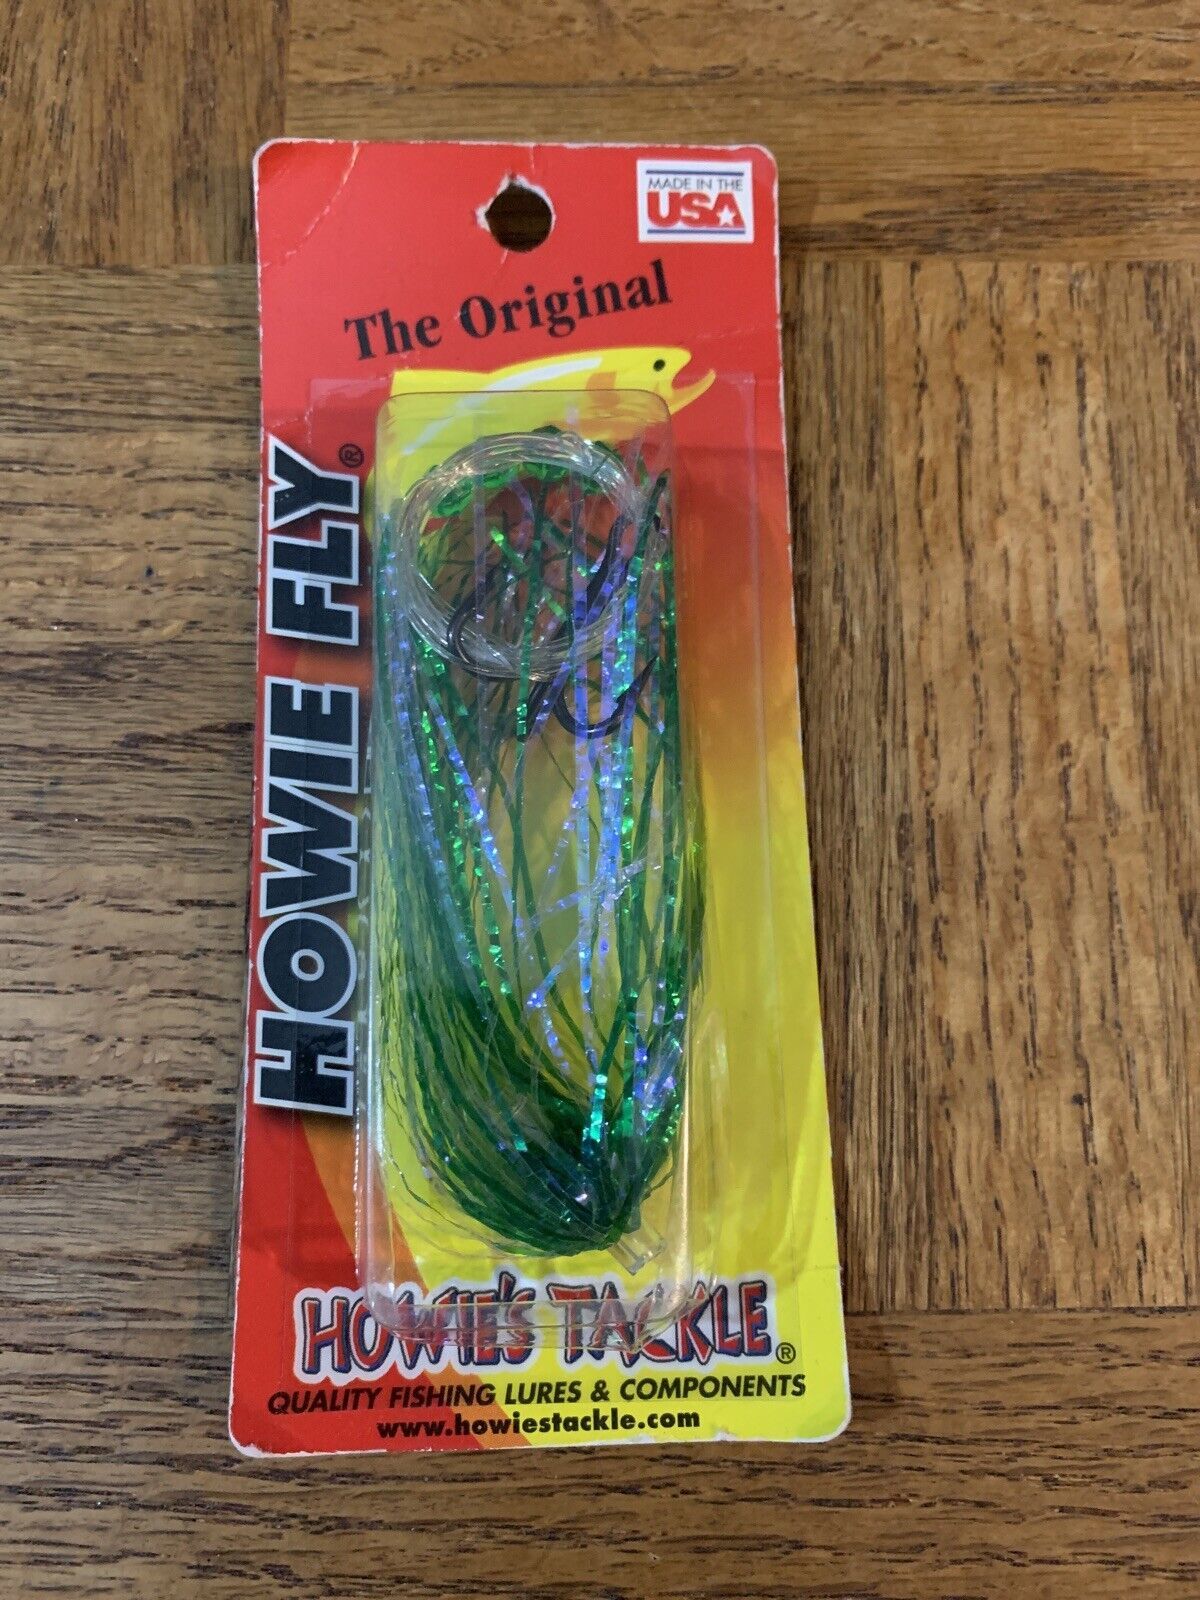 MADE IN THE
USA
The Original
HOWIE FLY®
HOWIE'S TACKLE®
QUALITY FISHING LURES & COMPONENTS
www.howiestackle.com